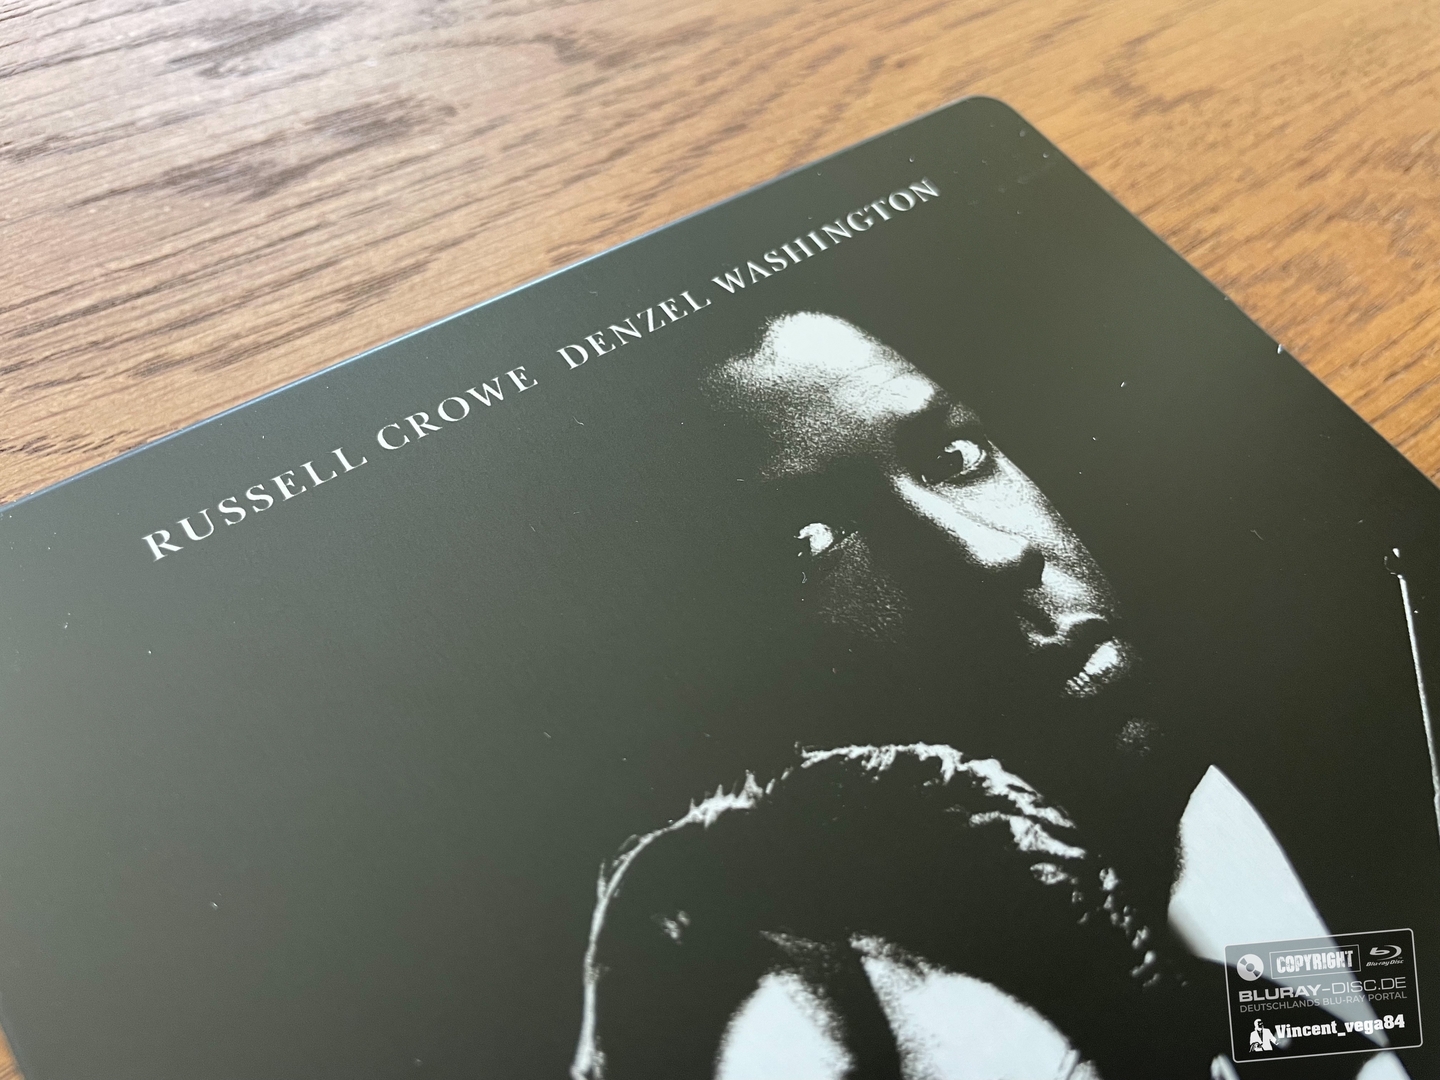 RUSSELL CROWE DENZEL WASHINGTON
COPYRIGHT Blu-ray Disc
BLURAY-DISC.DE
DEUTSCHLANDS BLU-RAY PORTAL
Vincent_vega84